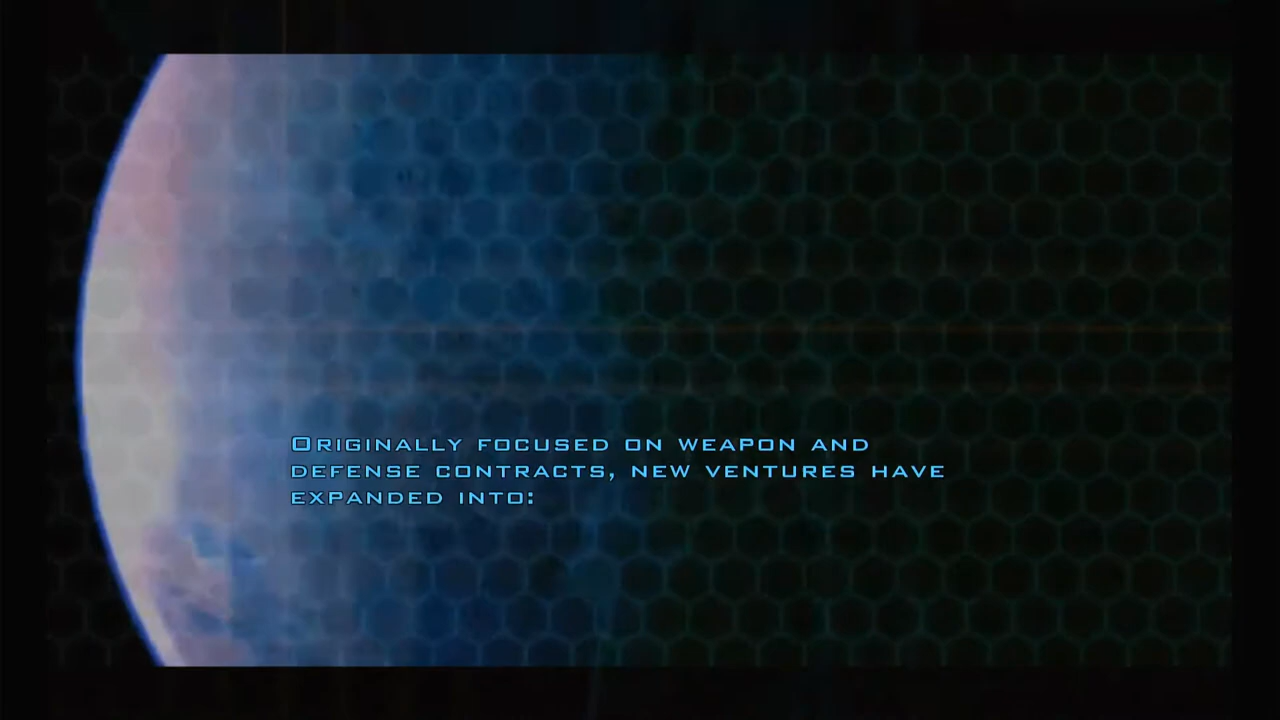 Originally focused on weapon and
defense contracts, new ventures have
expanded into: